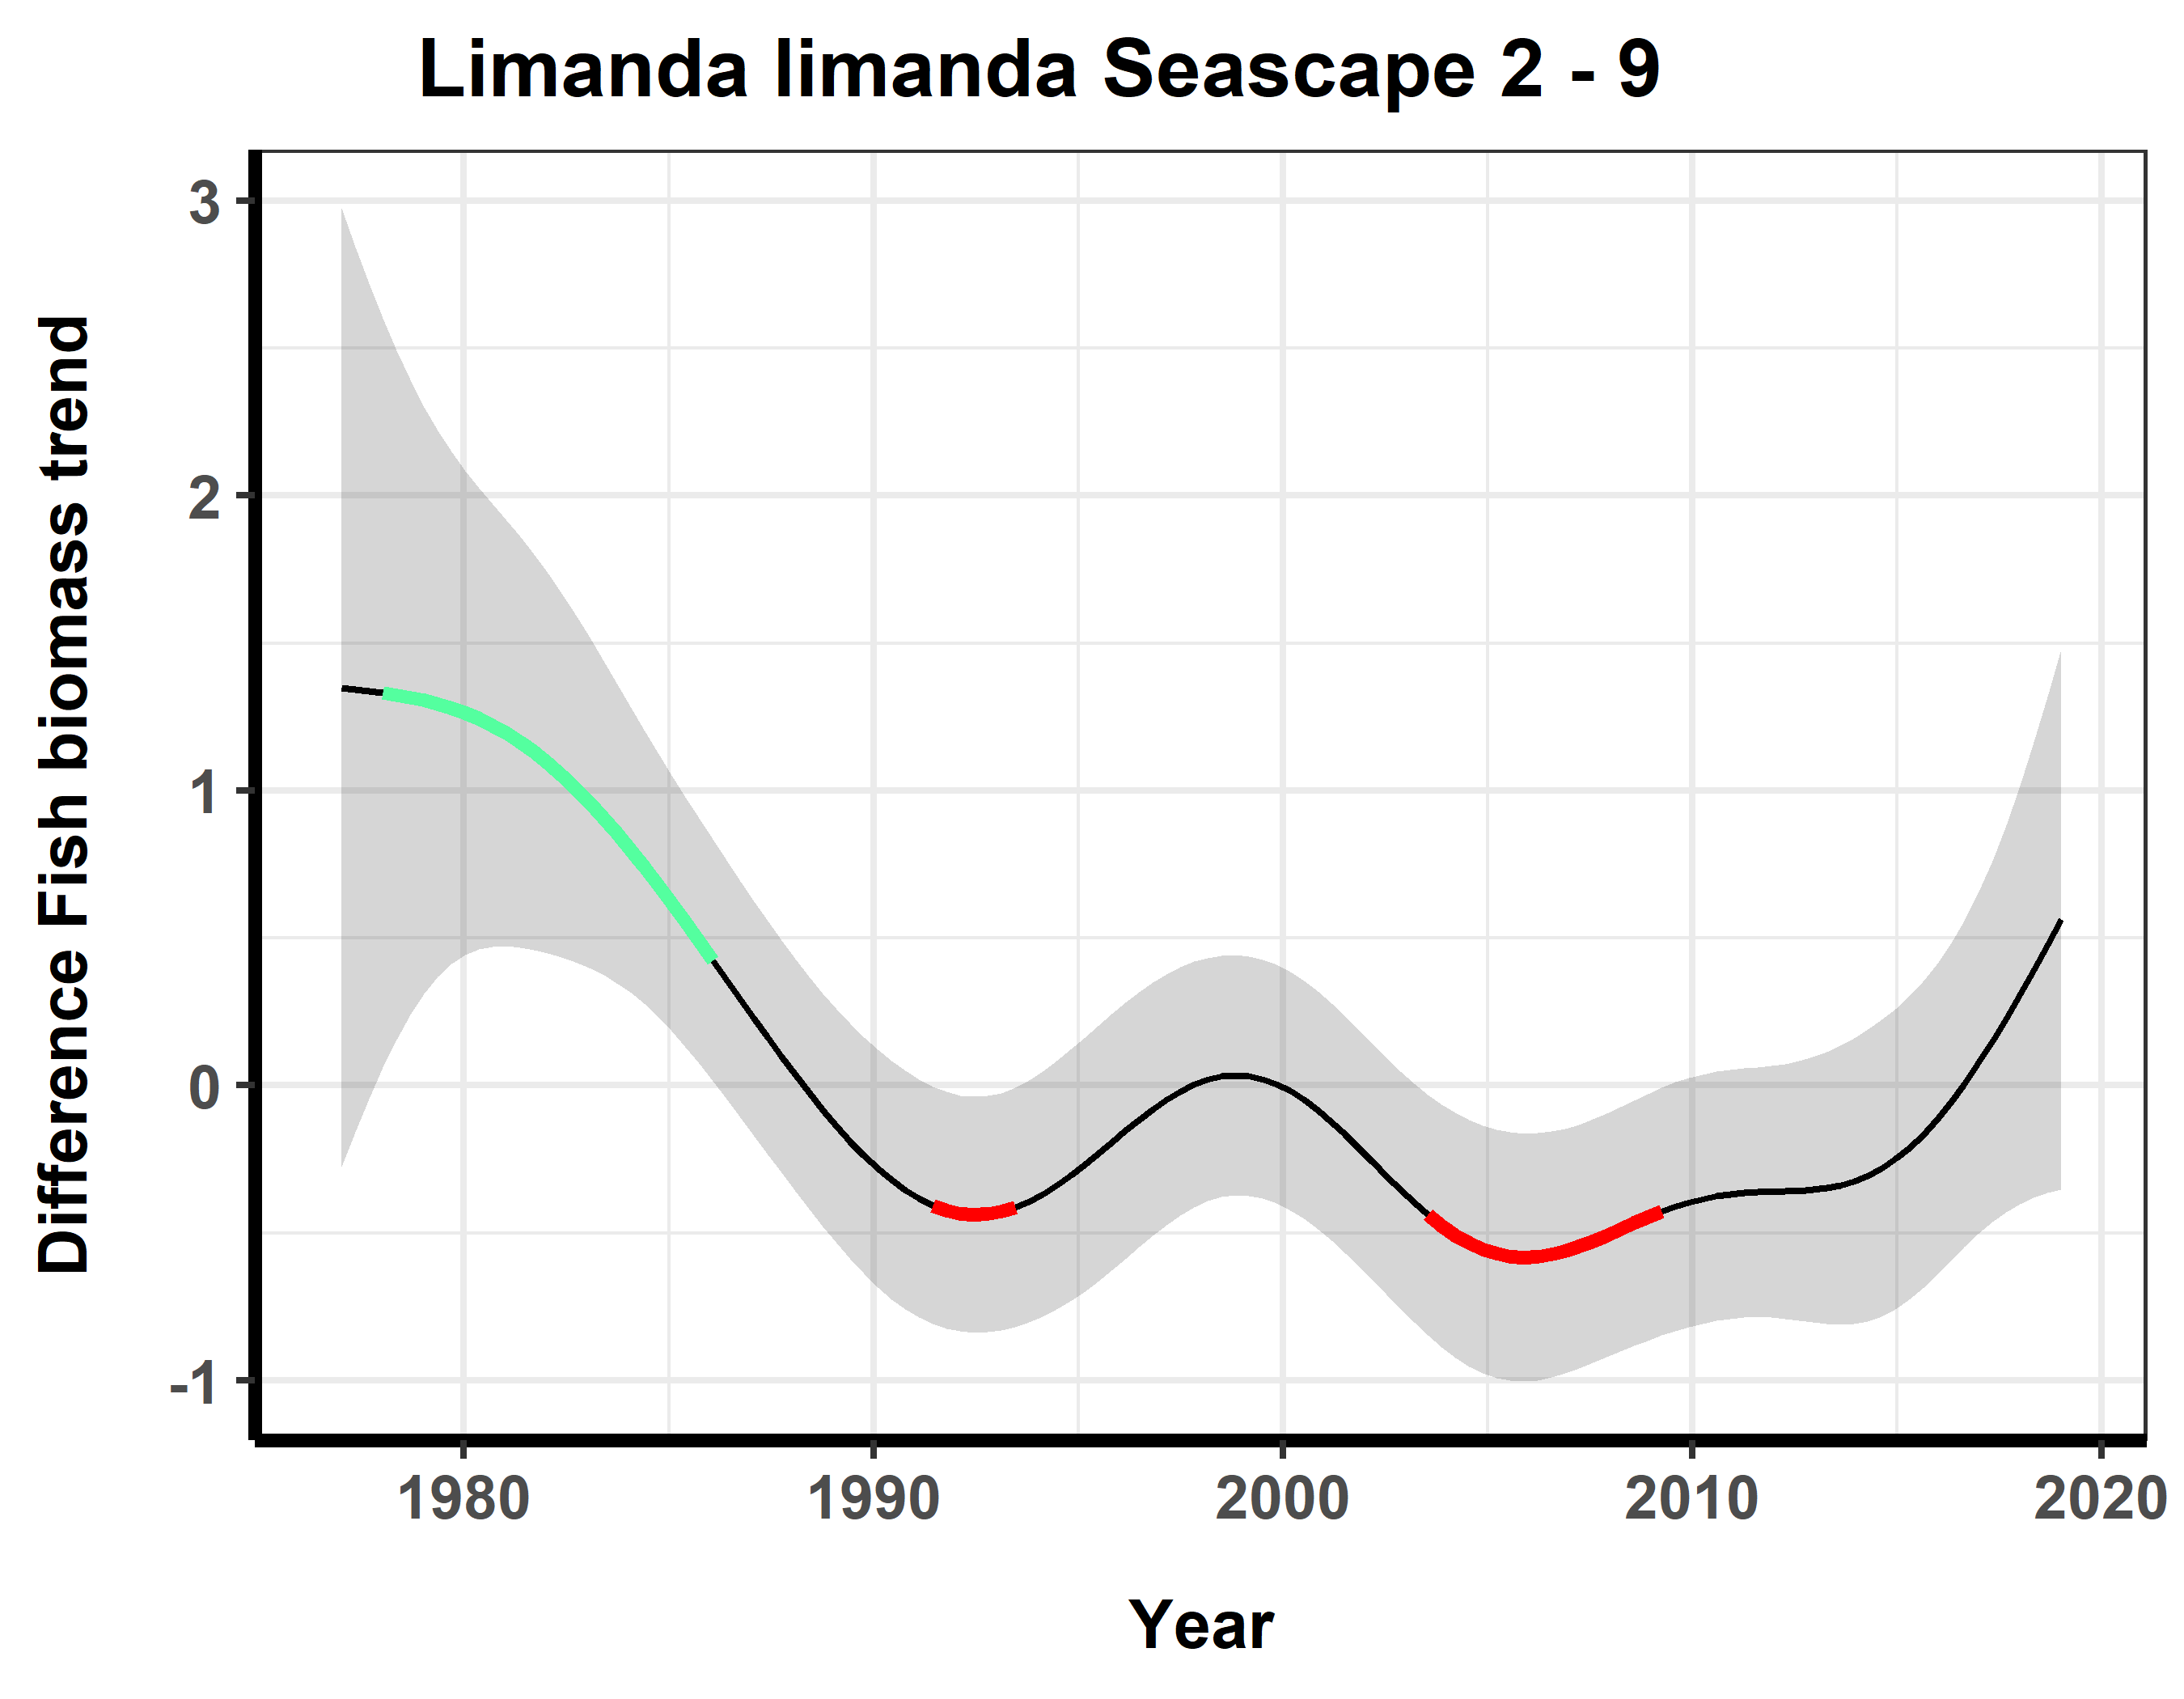 Limanda limanda Seascape 2 - 9
Difference Fish biomass trend
3
2
1
0
-1
1980 1990 2000 2010 2020
Year